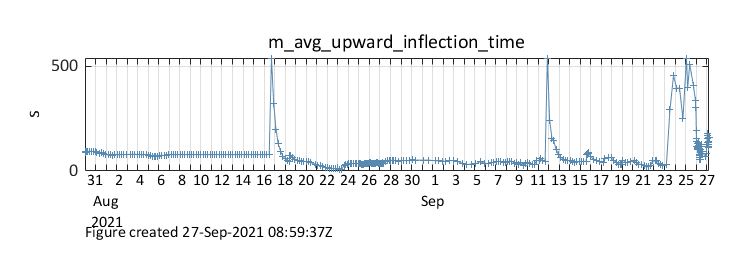 m_avg_upward_inflection_time
500
s
0
31 2 4 6 8 10 12 14 16 18 20 22 24 26 28 30 1 3 5 7 9 11 13 15 17 19 21 23 25 27
Aug Sep
2021
Figure created 27-Sep-2021 08:59:37Z